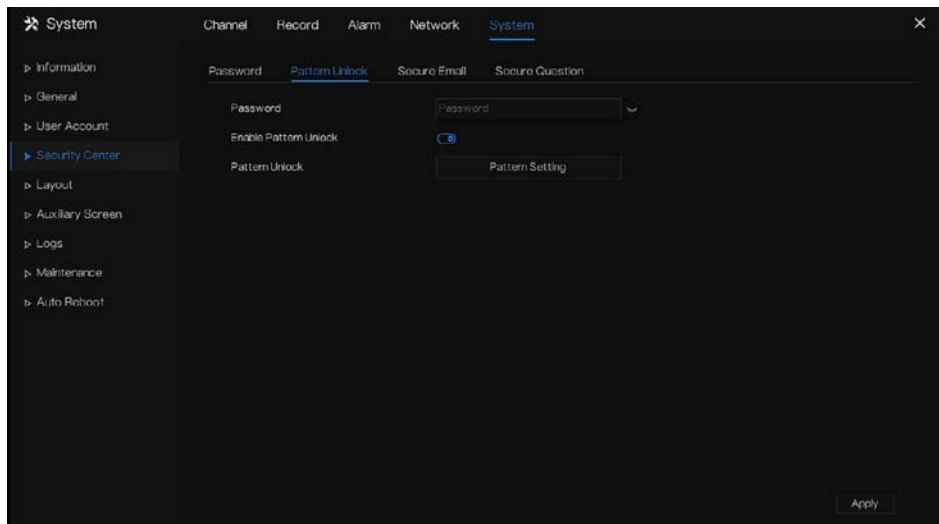 System
Channel Record Alarm Network System
Information
General
User Account
Security Center
Layout
Auxiliary Screen
Logs
Maintenance
Auto Reboot
Password Pattern Unlock Secure Email Secure Question
Password Password
Enable Pattern Unlock
Pattern Unlock Pattern Setting
Apply